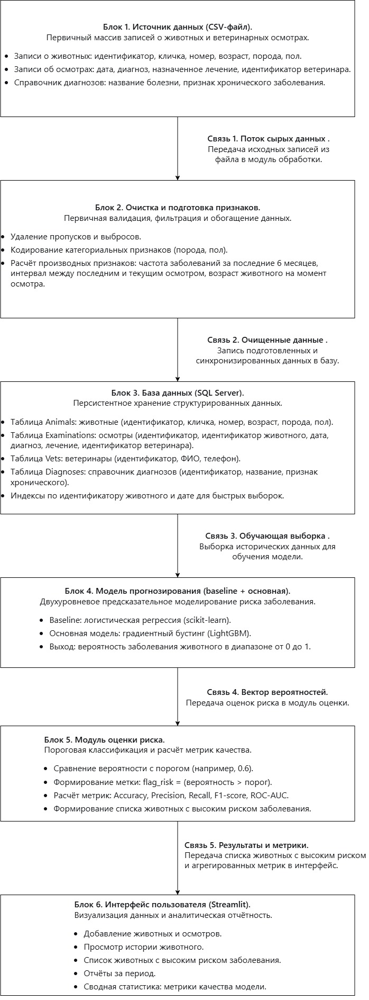 Блок 1. Источник данных (CSV-файл).
Первичный массив записей о животных и ветеринарных осмотрах.
• Записи о животных: идентификатор, кличка, номер, возраст, порода, пол.
• Записи об осмотрах: дата, диагноз, назначенное лечение, идентификатор ветеринара.
• Справочник диагнозов: название болезни, признак хронического заболевания.
Связь 1. Поток сырых данных .
Передача исходных записей из
файла в модуль обработки.
Блок 2. Очистка и подготовка признаков.
Первичная валидация, фильтрация и обогащение данных.
• Удаление пропусков и выбросов.
• Кодирование категориальных признаков (порода, пол).
• Расчёт производных признаков: частота заболеваний за последние 6 месяцев,
интервал между последним и текущим осмотром, возраст животного на момент
осмотра.
Связь 2. Очищенные данные .
Запись подготовленных и
синхронизированных данных в базу.
Блок 3. База данных (SQL Server).
Персистентное хранение структурированных данных.
• Таблица Animals: животные (идентификатор, кличка, номер, возраст, порода, пол).
• Таблица Examinations: осмотры (идентификатор, идентификатор животного, дата,
диагноз, лечение, идентификатор ветеринара).
• Таблица Vets: ветеринары (идентификатор, ФИО, телефон).
• Таблица Diagnoses: справочник диагнозов (идентификатор, название, признак
хронического).
• Индексы по идентификатору животного и дате для быстрых выборок.
Связь 3. Обучающая выборка .
Выборка исторических данных для
обучения модели.
Блок 4. Модель прогнозирования (baseline + основная).
Двухуровневое предсказательное моделирование риска заболевания.
• Baseline: логистическая регрессия (scikit-learn).
• Основная модель: градиентный бустинг (LightGBM).
• Выход: вероятность заболевания животного в диапазоне от 0 до 1.
Связь 4. Вектор вероятностей.
Передача оценок риска в модуль оценки.
Блок 5. Модуль оценки риска.
Пороговая классификация и расчёт метрик качества.
• Сравнение вероятности с порогом (например, 0.6).
• Формирование метки: flag_risk = (вероятность > порог).
• Расчёт метрик: Accuracy, Precision, Recall, F1-score, ROC-AUC.
• Формирование списка животных с высоким риском заболевания.
Связь 5. Результаты и метрики.
Передача списка животных с высоким риском
и агрегированных метрик в интерфейс.
Блок 6. Интерфейс пользователя (Streamlit).
Визуализация данных и аналитическая отчётность.
• Добавление животных и осмотров.
• Просмотр истории животного.
• Список животных с высоким риском заболевания.
• Отчёты за период.
• Сводная статистика: метрики качества модели.